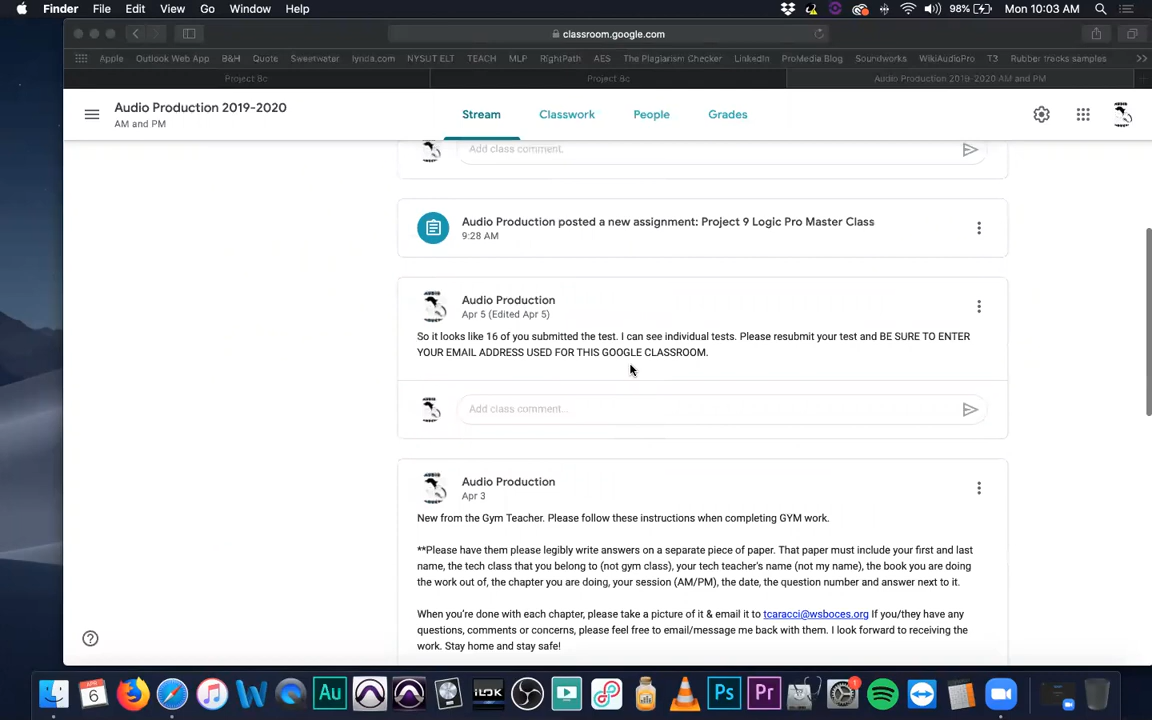 Finder File Edit View Go Window Help 98% Mon 10:03 AM
classroom.google.com
Apple Outlook Web App B&H Quote Sweetwater lynda.com NYSUT ELT TEACH MLP RightPath AES The Plagiarism Checker LinkedIn ProMedia Blog Soundworks WikiAudioPro T3 Rubber tracks samples
Project 8c Project 8c Audio Production 2019-2020 AM and PM
Audio Production 2019-2020
AM and PM
Stream Classwork People Grades
Add class comment.
Audio Production posted a new assignment: Project 9 Logic Pro Master Class
9:28 AM
Audio Production
Apr 5 (Edited Apr 5)
So it looks like 16 of you submitted the test. I can see individual tests. Please resubmit your test and BE SURE TO ENTER
YOUR EMAIL ADDRESS USED FOR THIS GOOGLE CLASSROOM.
Add class comment...
Audio Production
Apr 3
New from the Gym Teacher. Please follow these instructions when completing GYM work.
**Please have them please legibly write answers on a separate piece of paper. That paper must include your first and last
name, the tech class that you belong to (not gym class), your tech teacher's name (not my name), the book you are doing
the work out of, the chapter you are doing, your session (AM/PM), the date, the question number and answer next to it.
When you're done with each chapter, please take a picture of it & email it to tcaracci@wsboces.org If you/they have any
questions, comments or concerns, please feel free to email/message me back with them. I look forward to receiving the
work. Stay home and stay safe!
6 W Au iLOK Ps Pr 1